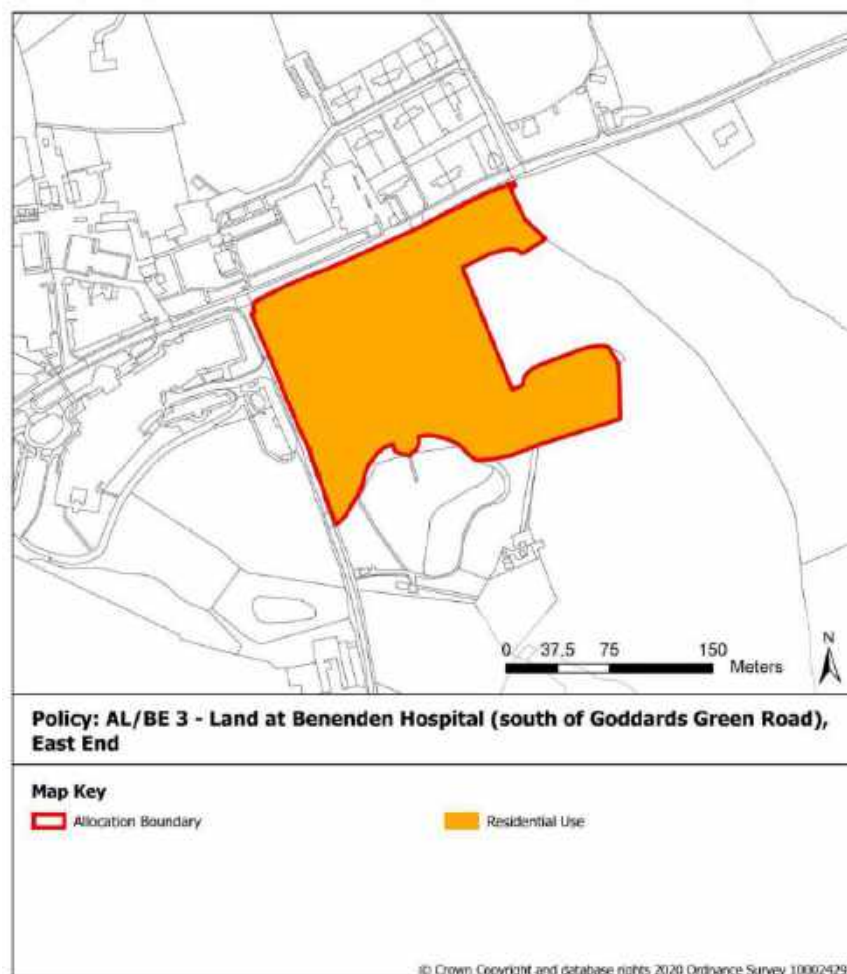 0 37.5 75 150
Meters
N
Policy: AL/BE 3 - Land at Benenden Hospital (south of Goddards Green Road),
East End
Map Key
Allocation Boundary
Residential Use
© Crown Copyright and database rights 2020 Ordnance Survey 10002429